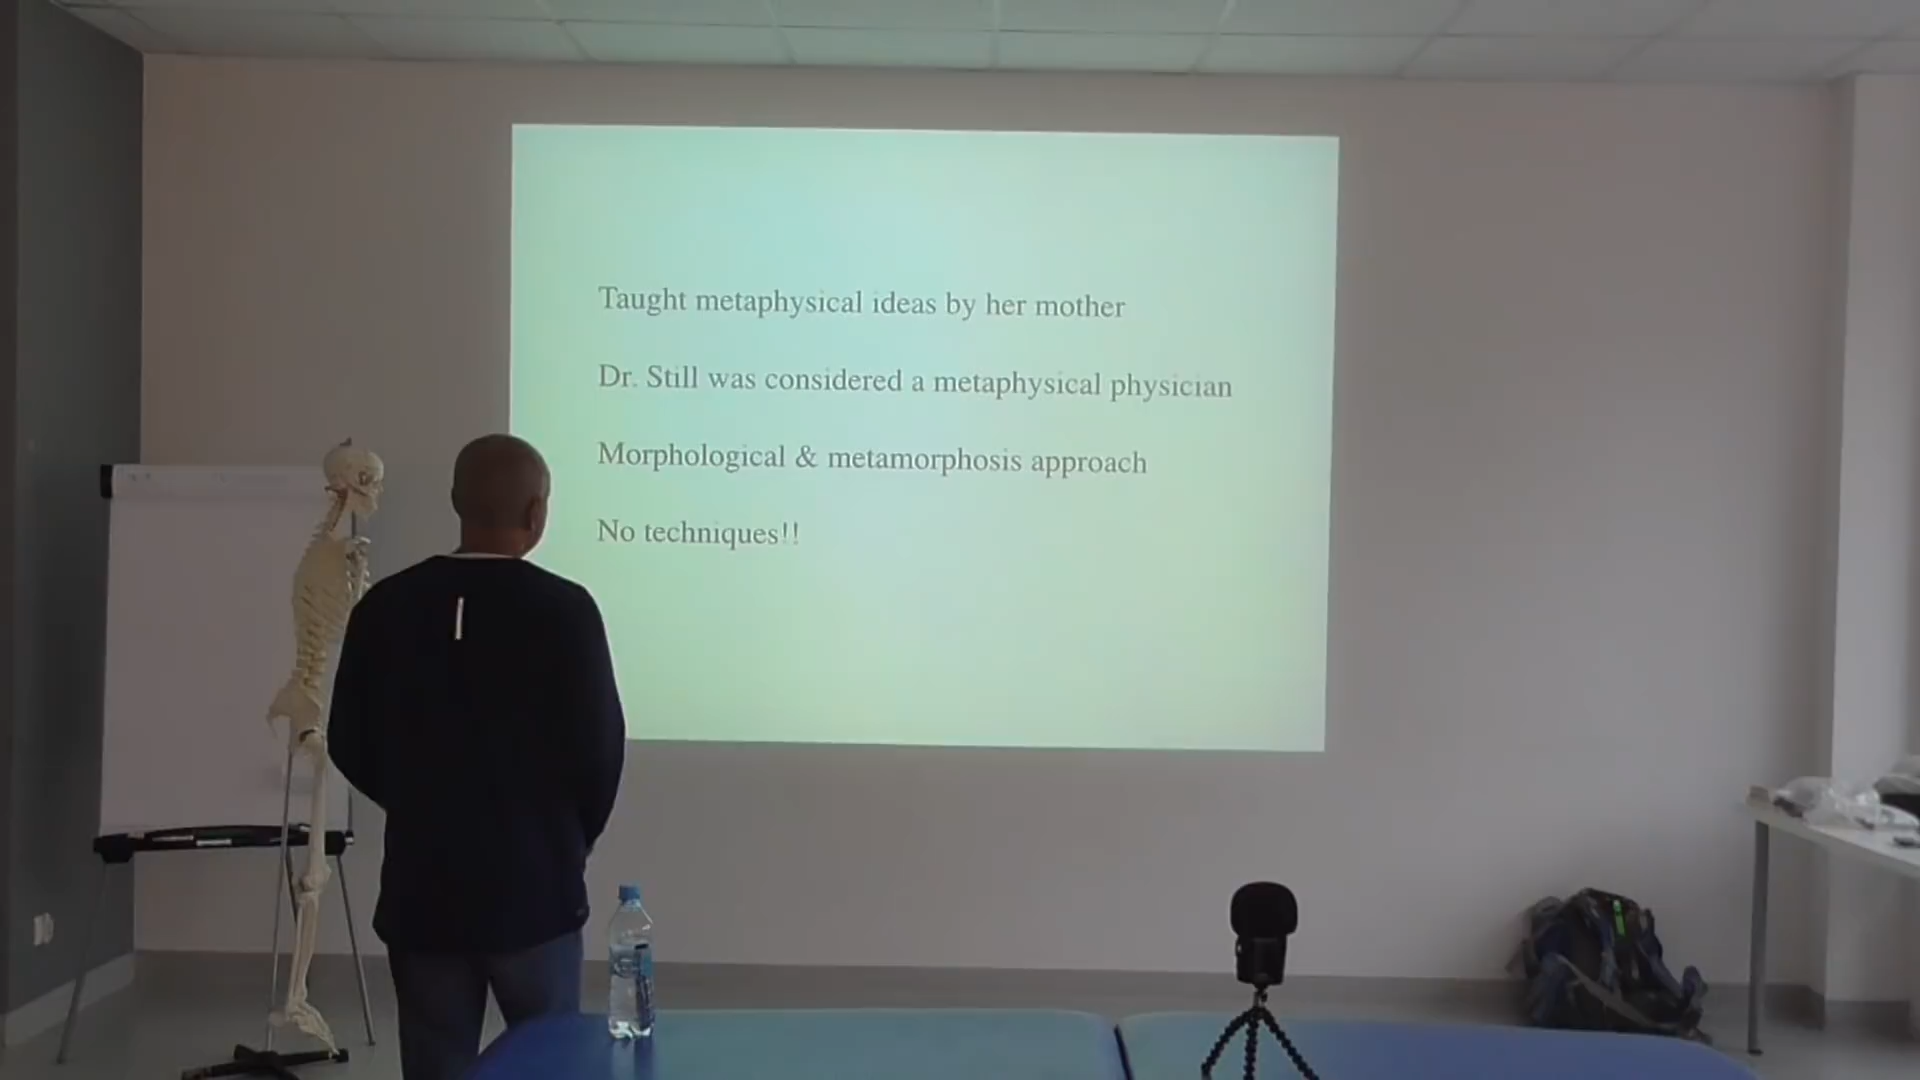 Taught metaphysical ideas by her mother
Dr. Still was considered a metaphysical physician
Morphological & metamorphosis approach
No techniques!!